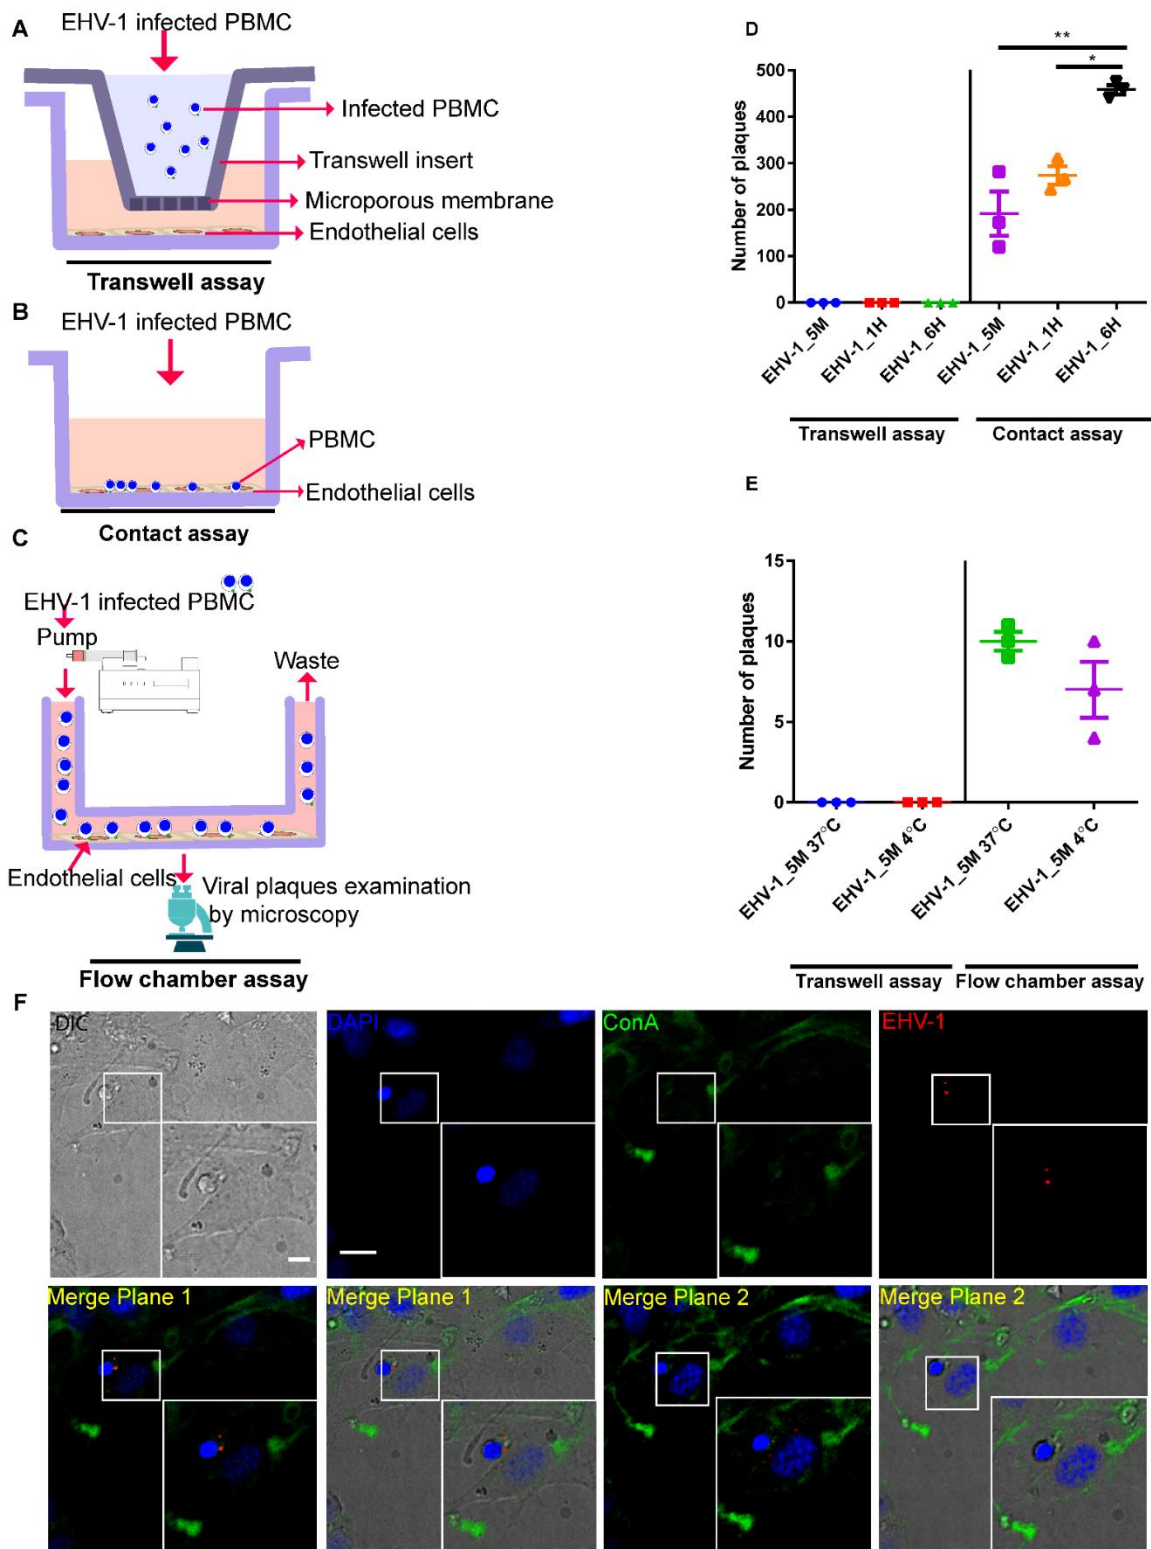 A
EHV-1 infected PBMC
Infected PBMC
Transwell insert
Microporous membrane
Endothelial cells
Transwell assay
B
EHV-1 infected PBMC
PBMC
Endothelial cells
Contact assay
C
EHV-1 infected PBMC
Pump
Waste
Endothelial cells
Viral plaques examination
by microscopy
Flow chamber assay
D
**
*
Number of plaques
500
400
300
200
100
0
EHV-1_5M
EHV-1_1H
EHV-1_6H
EHV-1_5M
EHV-1_1H
EHV-1_6H
Transwell assay
Contact assay
E
Number of plaques
15
10
5
0
EHV-1_5M 37°C
EHV-1_5M 4°C
EHV-1_5M 37°C
EHV-1_5M 4°C
Transwell assay
Flow chamber assay
F
DIC
DAPI
ConA
EHV-1
Merge Plane 1
Merge Plane 1
Merge Plane 2
Merge Plane 2